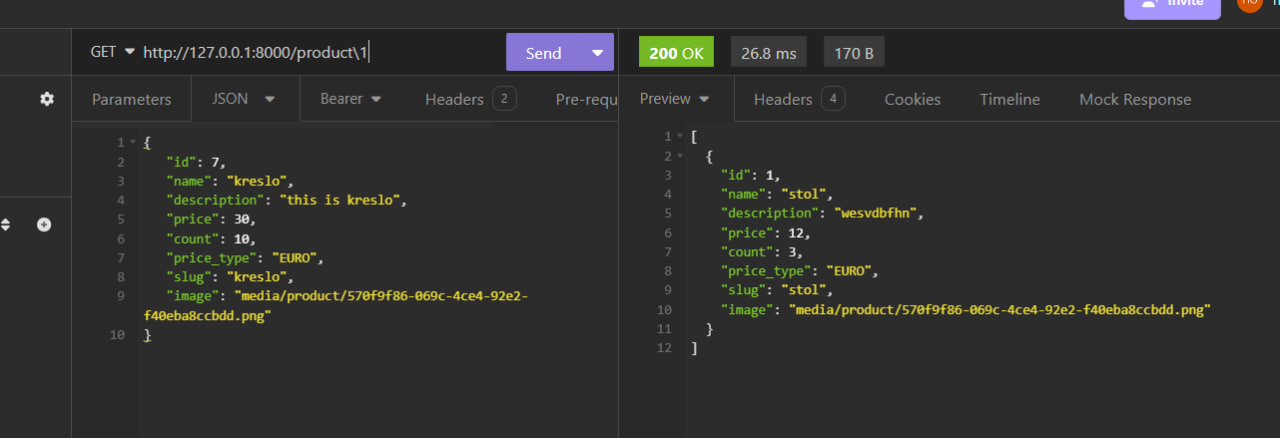 Invite
GET http://127.0.0.1:8000/product\1 Send 200 OK 26.8 ms 170 B
Parameters JSON Bearer Headers 2 Pre-requ Preview Headers 4 Cookies Timeline Mock Response
1 {
2 "id": 7,
3 "name": "kreslo",
4 "description": "this is kreslo",
5 "price": 30,
6 "count": 10,
7 "price_type": "EURO",
8 "slug": "kreslo",
9 "image": "media/product/570f9f86-069c-4ce4-92e2-
f40eba8ccbdd.png"
10 }
1 [
2 {
3 "id": 1,
4 "name": "stol",
5 "description": "wesvdbfhn",
6 "price": 12,
7 "count": 3,
8 "price_type": "EURO",
9 "slug": "stol",
10 "image": "media/product/570f9f86-069c-4ce4-92e2-f40eba8ccbdd.png"
11 }
12 ]